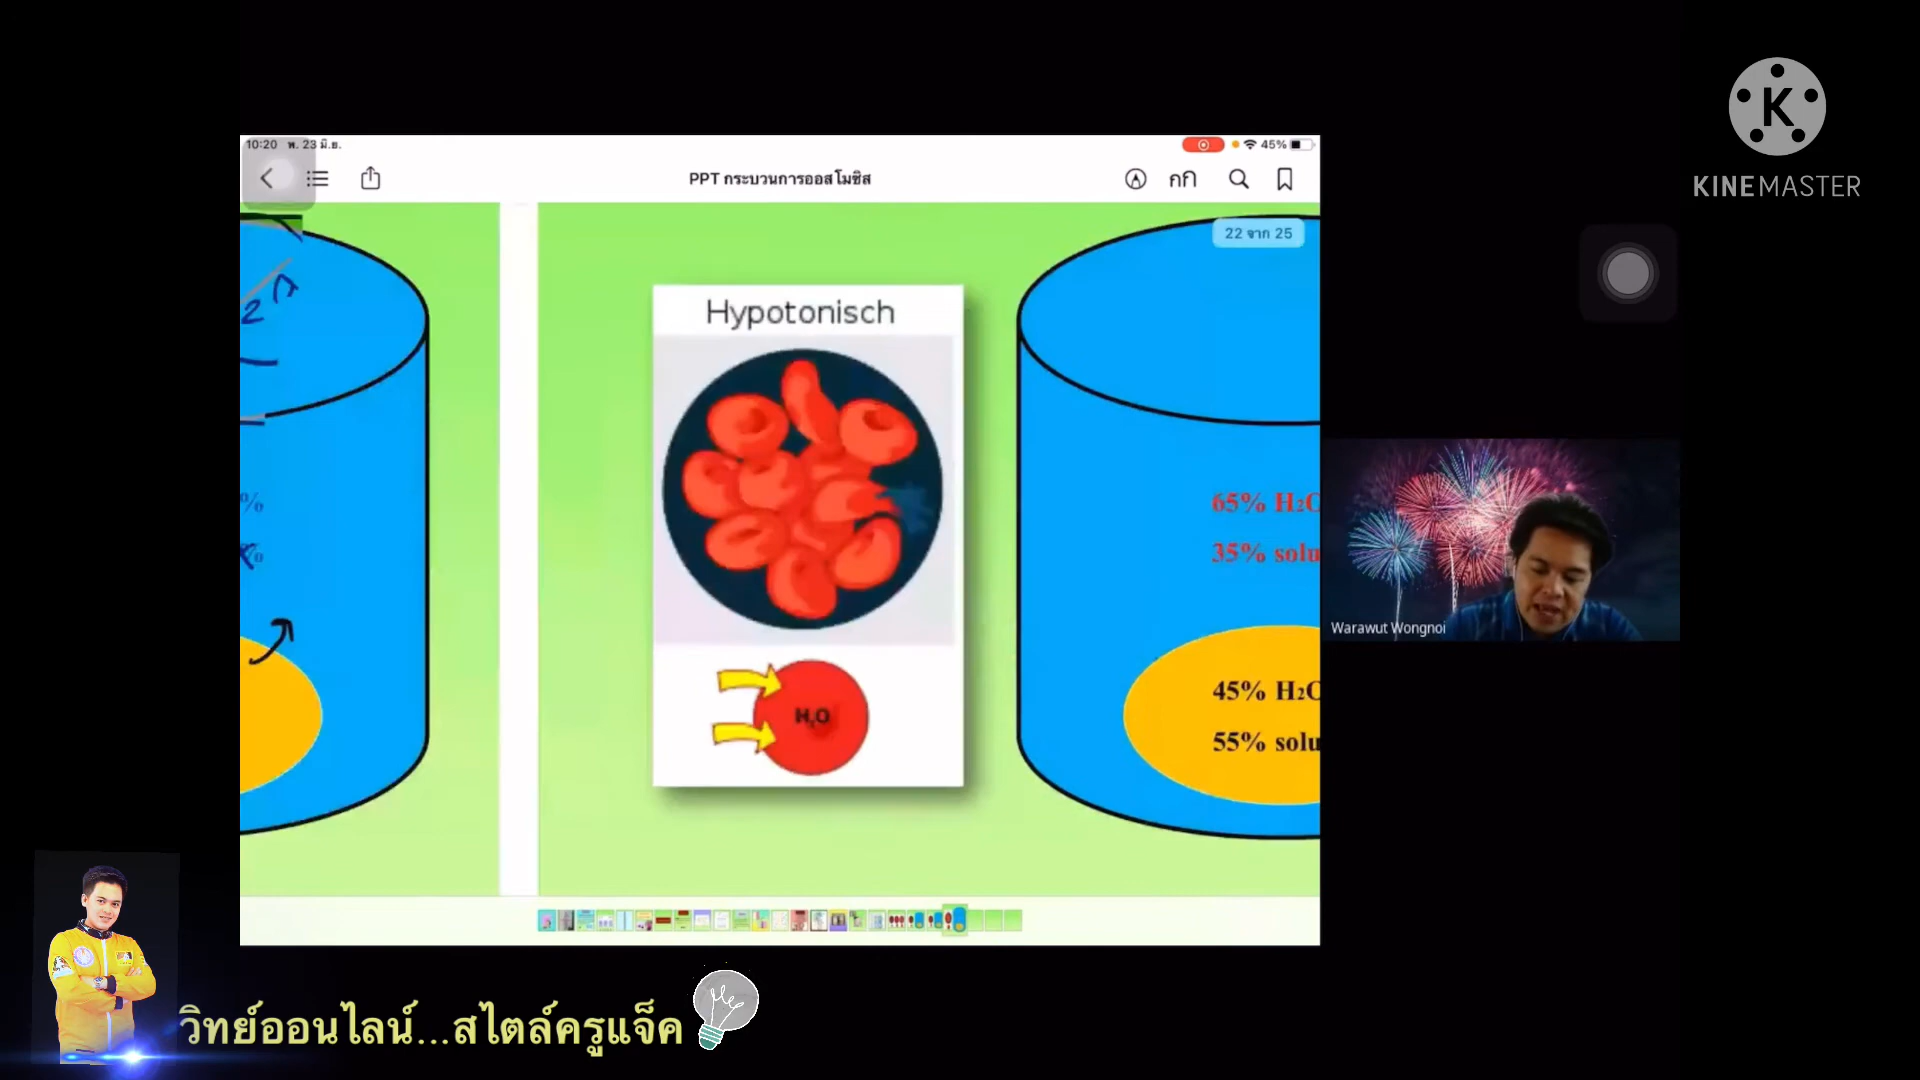 10:20 พ. 23 มิ.ย.
45%
PPT กระบวนการออสโมซิส
กก
22 จาก 25
Hypotonisch
H₂O
65% H₂O
35% solu
45% H₂O
55% solu
%
%
2
K
KINEMASTER
Warawut Wongnoi
วิทย์ออนไลน์...สไตล์ครูแจ็ค